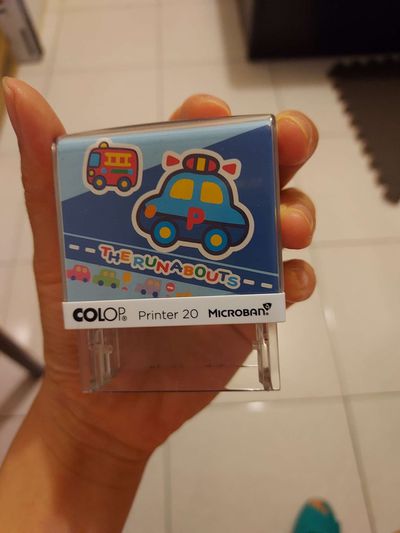 P
THE RUNABOUTS
COLOP® Printer 20 MICROBAN®